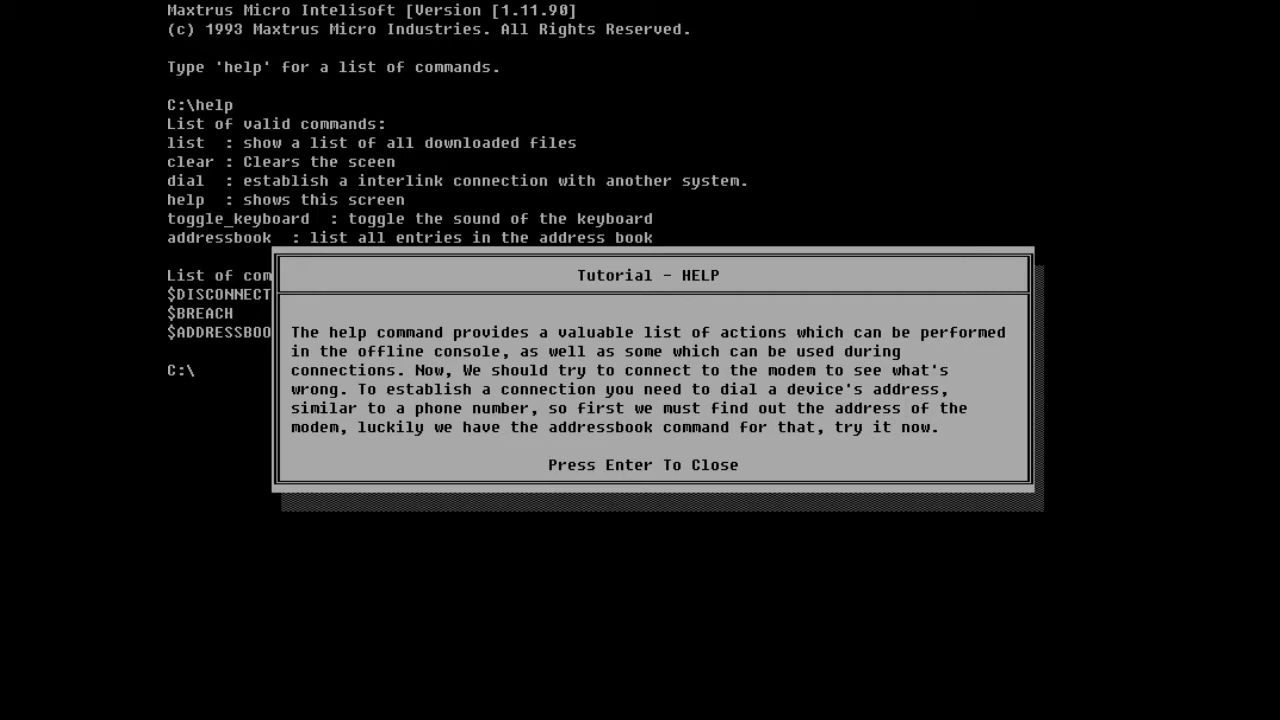 Maxtrus Micro Intelisoft [Version [1.11.90]
(c) 1993 Maxtrus Micro Industries. All Rights Reserved.
Type 'help' for a list of commands.
C:\help
List of valid commands:
list  : show a list of all downloaded files
clear : Clears the sceen
dial  : establish a interlink connection with another system.
help  : shows this screen
toggle_keyboard  : toggle the sound of the keyboard
addressbook  : list all entries in the address book
List of com
$DISCONNECT
$BREACH
$ADDRESSBOO
C:\
Tutorial - HELP
The help command provides a valuable list of actions which can be performed
in the offline console, as well as some which can be used during
connections. Now, We should try to connect to the modem to see what's
wrong. To establish a connection you need to dial a device's address,
similar to a phone number, so first we must find out the address of the
modem, luckily we have the addressbook command for that, try it now.
Press Enter To Close